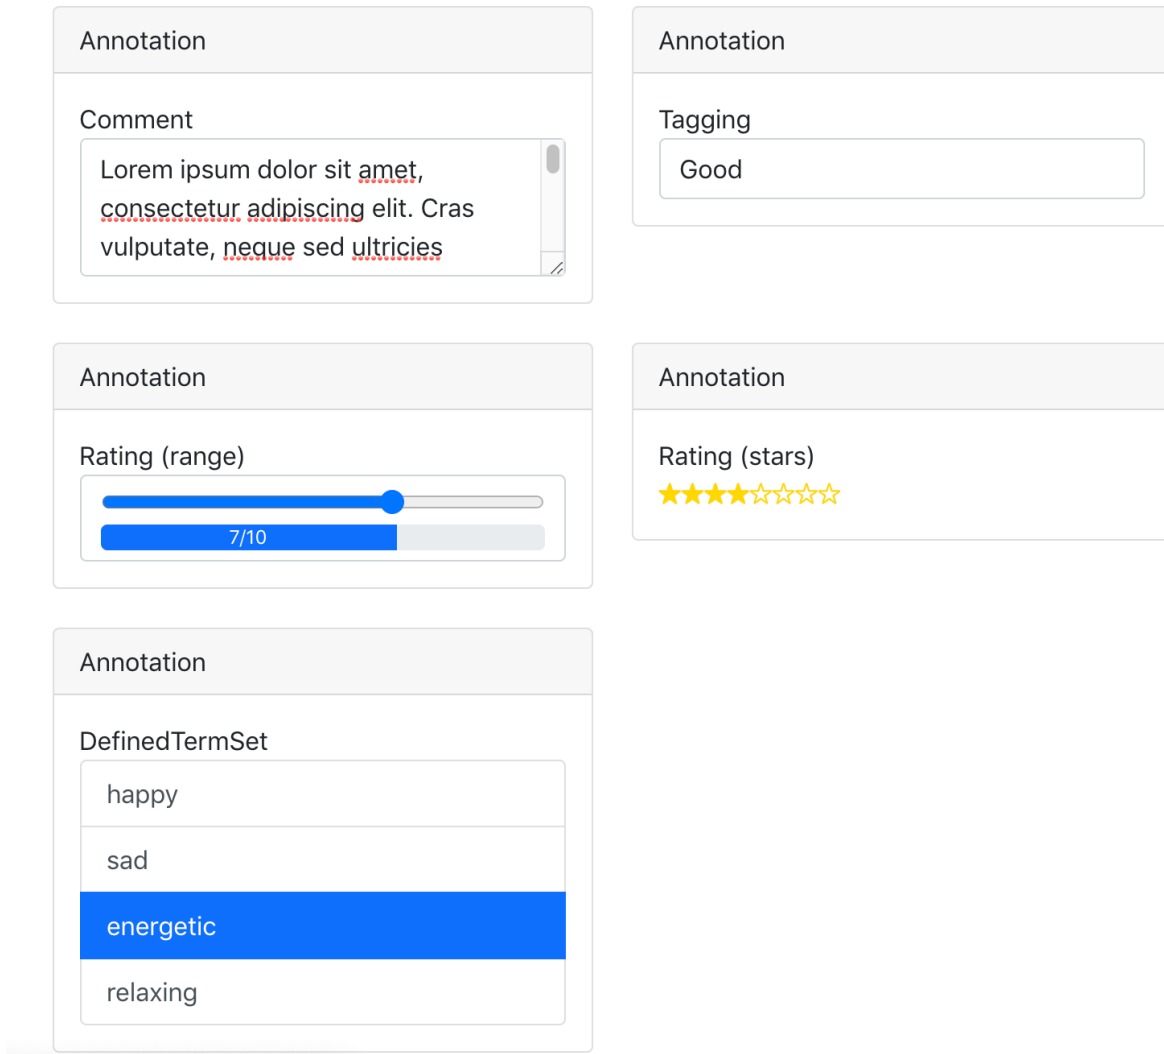 Annotation
Comment
Lorem ipsum dolor sit amet,
consectetur adipiscing elit. Cras
vulputate, neque sed ultricies
Annotation
Tagging
Good
Annotation
Rating (range)
7/10
Annotation
Rating (stars)
Annotation
DefinedTermSet
happy
sad
energetic
relaxing